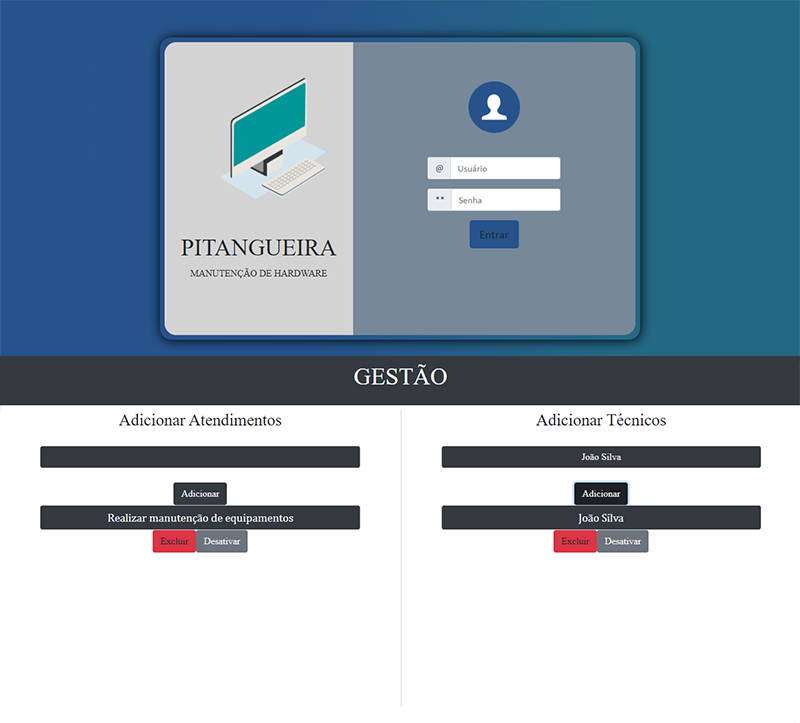 PITANGUEIRA
MANUTENÇÃO DE HARDWARE
@ Usuário
** Senha
Entrar
GESTÃO
Adicionar Atendimentos
Adicionar
Realizar manutenção de equipamentos
Excluir Desativar
Adicionar Técnicos
João Silva
Adicionar
João Silva
Excluir Desativar